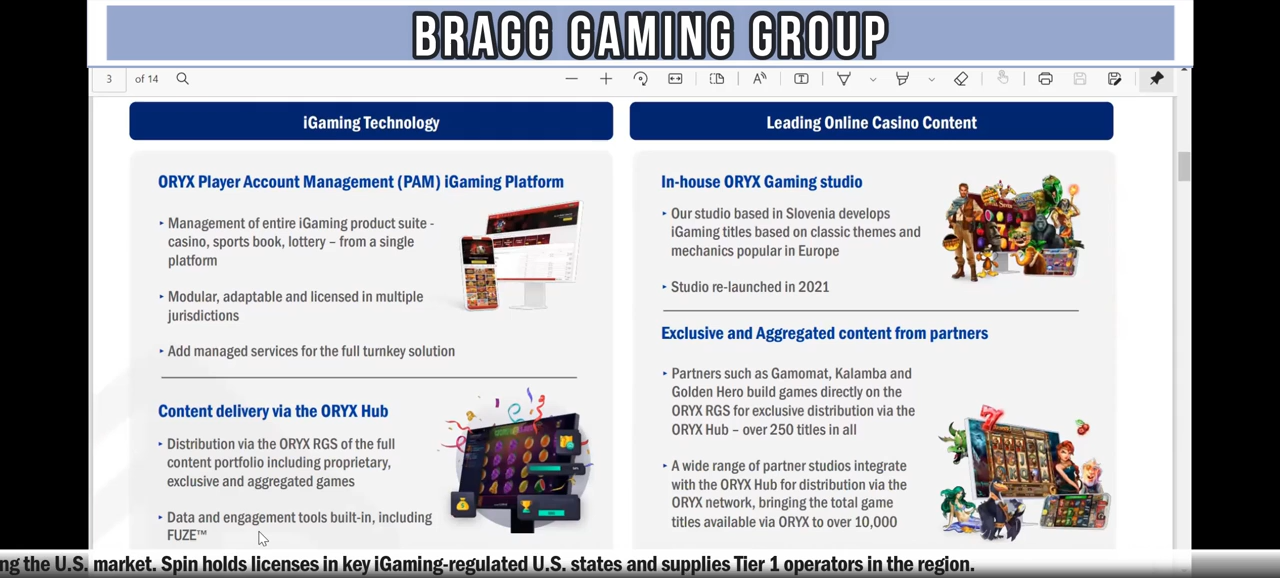 BRAGG GAMING GROUP
3 of 14
iGaming Technology
ORYX Player Account Management (PAM) iGaming Platform
▸ Management of entire iGaming product suite -
casino, sports book, lottery – from a single
platform
▸ Modular, adaptable and licensed in multiple
jurisdictions
▸ Add managed services for the full turnkey solution
Content delivery via the ORYX Hub
▸ Distribution via the ORYX RGS of the full
content portfolio including proprietary,
exclusive and aggregated games
▸ Data and engagement tools built-in, including
FUZE™
Leading Online Casino Content
In-house ORYX Gaming studio
▸ Our studio based in Slovenia develops
iGaming titles based on classic themes and
mechanics popular in Europe
▸ Studio re-launched in 2021
Exclusive and Aggregated content from partners
▸ Partners such as Gamomat, Kalamba and
Golden Hero build games directly on the
ORYX RGS for exclusive distribution via the
ORYX Hub – over 250 titles in all
▸ A wide range of partner studios integrate
with the ORYX Hub for distribution via the
ORYX network, bringing the total game
titles available via ORYX to over 10,000
ng the U.S. market. Spin holds licenses in key iGaming-regulated U.S. states and supplies Tier 1 operators in the region.